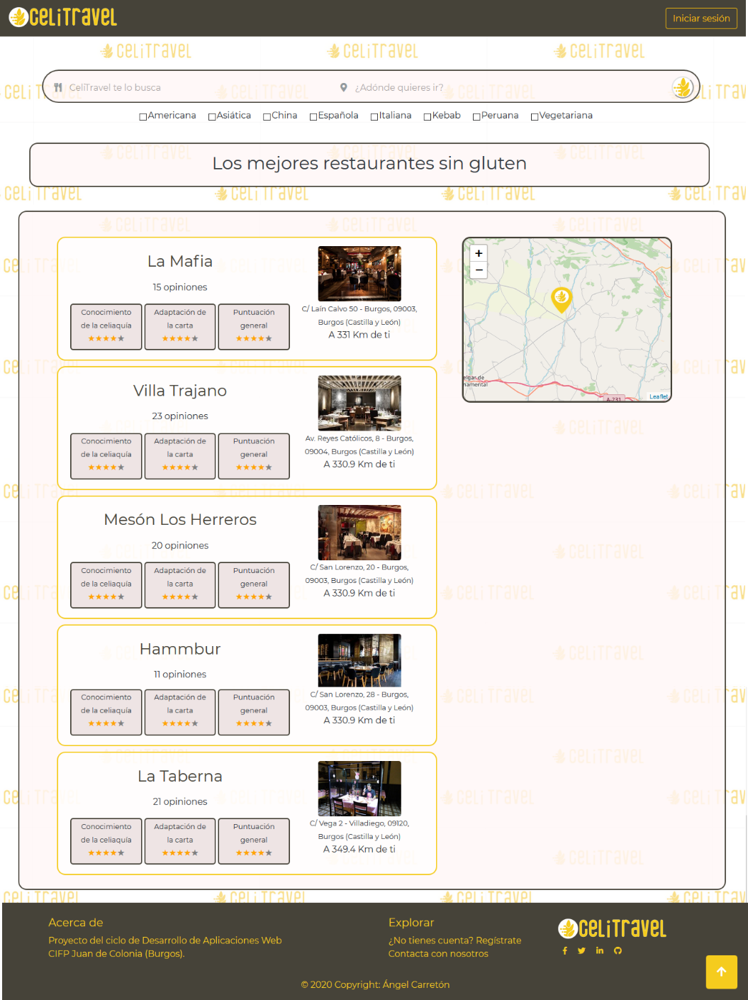 CELiTRAVEL
Iniciar sesión
CELiTRAVEL CELiTRAVEL CELiTRAVEL
CeliTravel te lo busca
¿Adónde quieres ir?
Americana Asiática China Española Italiana Kebab Peruana Vegetariana
Los mejores restaurantes sin gluten
CELiTRAVEL CELiTRAVEL CELiTRAVEL
La Mafia
15 opiniones
Conocimiento
de la celiaquía
Adaptación de
la carta
Puntuación
general
C/ Laín Calvo 50 - Burgos, 09003,
Burgos (Castilla y León)
A 331 Km de ti
+
−
elgar de
namental
A-231
Leaflet
Villa Trajano
23 opiniones
Conocimiento
de la celiaquía
Adaptación de
la carta
Puntuación
general
Av. Reyes Católicos, 8 - Burgos,
09004, Burgos (Castilla y León)
A 330.9 Km de ti
Mesón Los Herreros
20 opiniones
Conocimiento
de la celiaquía
Adaptación de
la carta
Puntuación
general
C/ San Lorenzo, 20 - Burgos,
09003, Burgos (Castilla y León)
A 330.9 Km de ti
Hammbur
11 opiniones
Conocimiento
de la celiaquía
Adaptación de
la carta
Puntuación
general
C/ San Lorenzo, 28 - Burgos,
09003, Burgos (Castilla y León)
A 330.9 Km de ti
La Taberna
21 opiniones
Conocimiento
de la celiaquía
Adaptación de
la carta
Puntuación
general
C/ Vega 2 - Villadiego, 09120,
Burgos (Castilla y León)
A 349.4 Km de ti
Acerca de
Proyecto del ciclo de Desarrollo de Aplicaciones Web
CIFP Juan de Colonia (Burgos).
Explorar
¿No tienes cuenta? Regístrate
Contacta con nosotros
CELiTRAVEL
© 2020 Copyright: Ángel Carretón